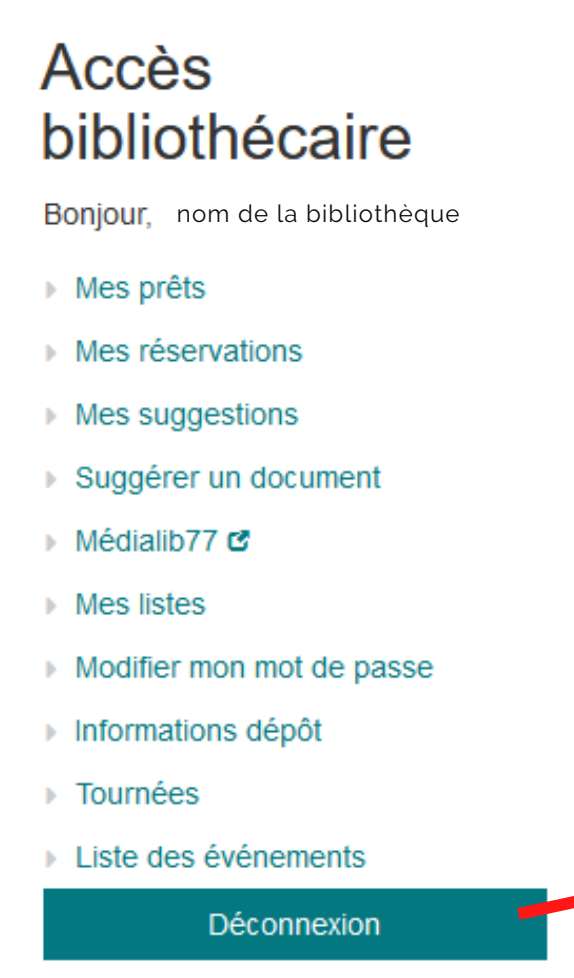 Accès
bibliothécaire
Bonjour, nom de la bibliothèque
Mes prêts
Mes réservations
Mes suggestions
Suggérer un document
Médialib77
Mes listes
Modifier mon mot de passe
Informations dépôt
Tournées
Liste des événements
Déconnexion